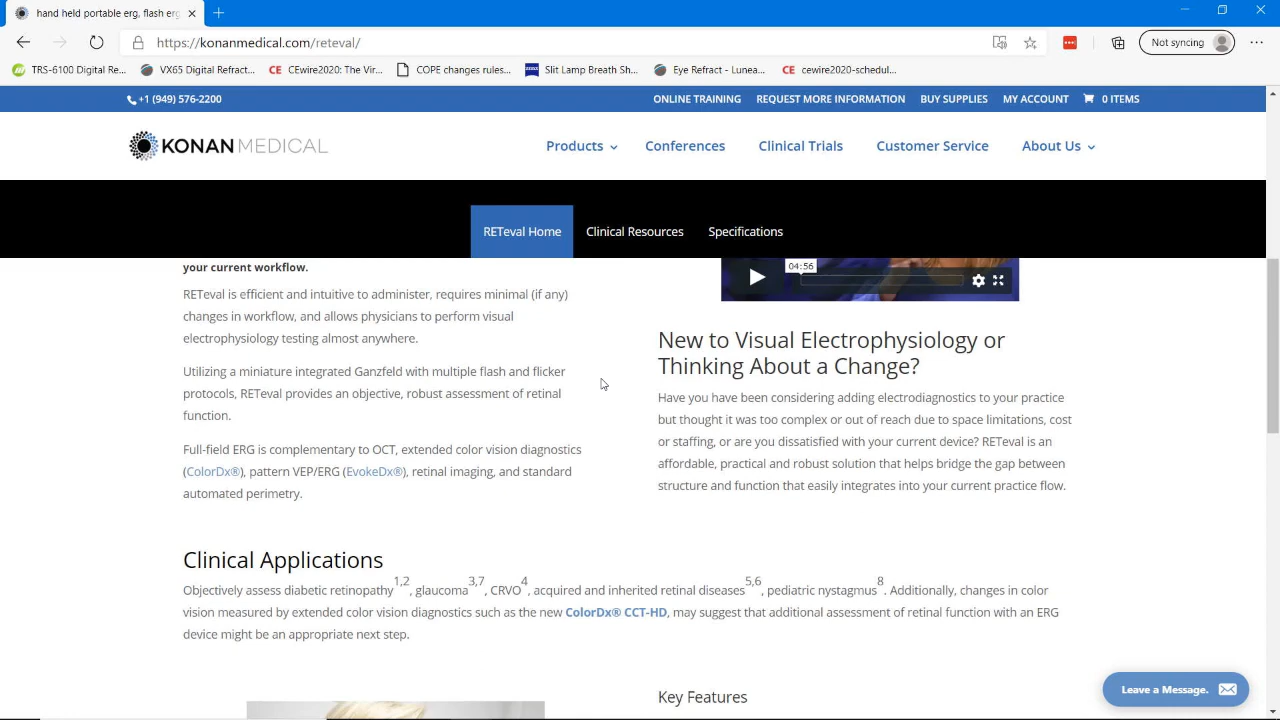 hand held portable erg, flash erg
https://konanmedical.com/reteval/
Not syncing
TRS-6100 Digital Re...
VX65 Digital Refract...
CE CEwire2020: The Vir...
COPE changes rules...
ZEISS Slit Lamp Breath Sh...
Eye Refract - Lunea...
CE cewire2020-schedul...
+1 (949) 576-2200
ONLINE TRAINING
REQUEST MORE INFORMATION
BUY SUPPLIES
MY ACCOUNT
0 ITEMS
KONANMEDICAL
Products
Conferences
Clinical Trials
Customer Service
About Us
RETeval Home
Clinical Resources
Specifications
your current workflow.
RETeval is efficient and intuitive to administer, requires minimal (if any)
changes in workflow, and allows physicians to perform visual
electrophysiology testing almost anywhere.
Utilizing a miniature integrated Ganzfeld with multiple flash and flicker
protocols, RETeval provides an objective, robust assessment of retinal
function.
Full-field ERG is complementary to OCT, extended color vision diagnostics
(ColorDx®), pattern VEP/ERG (EvokeDx®), retinal imaging, and standard
automated perimetry.
04:56
New to Visual Electrophysiology or
Thinking About a Change?
Have you have been considering adding electrodiagnostics to your practice
but thought it was too complex or out of reach due to space limitations, cost
or staffing, or are you dissatisfied with your current device? RETeval is an
affordable, practical and robust solution that helps bridge the gap between
structure and function that easily integrates into your current practice flow.
Clinical Applications
Objectively assess diabetic retinopathy1,2, glaucoma3,7, CRVO4, acquired and inherited retinal diseases5,6, pediatric nystagmus8. Additionally, changes in color
vision measured by extended color vision diagnostics such as the new ColorDx® CCT-HD, may suggest that additional assessment of retinal function with an ERG
device might be an appropriate next step.
Key Features
Leave a Message.